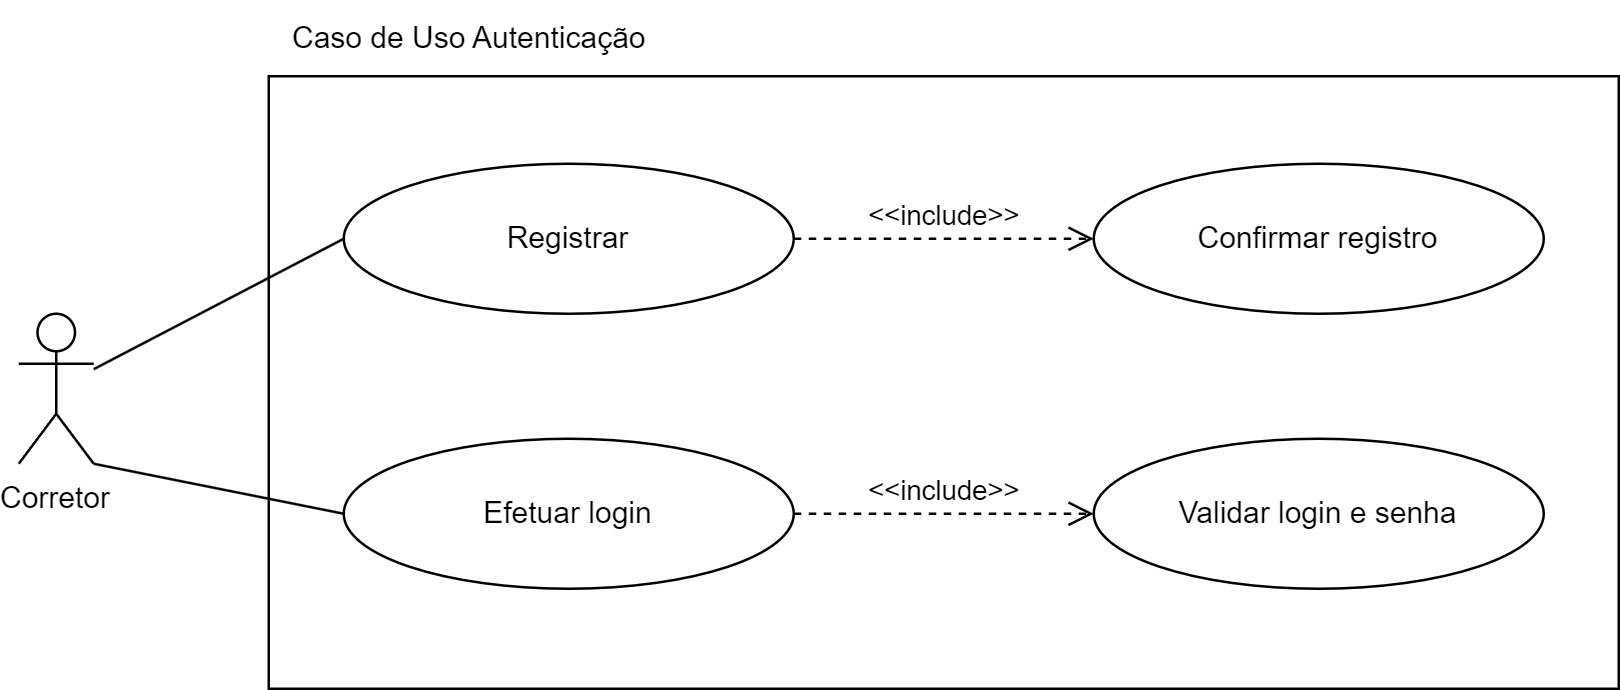 Caso de Uso Autenticação
Registrar
<<include>>
Confirmar registro
Corretor
Efetuar login
<<include>>
Validar login e senha